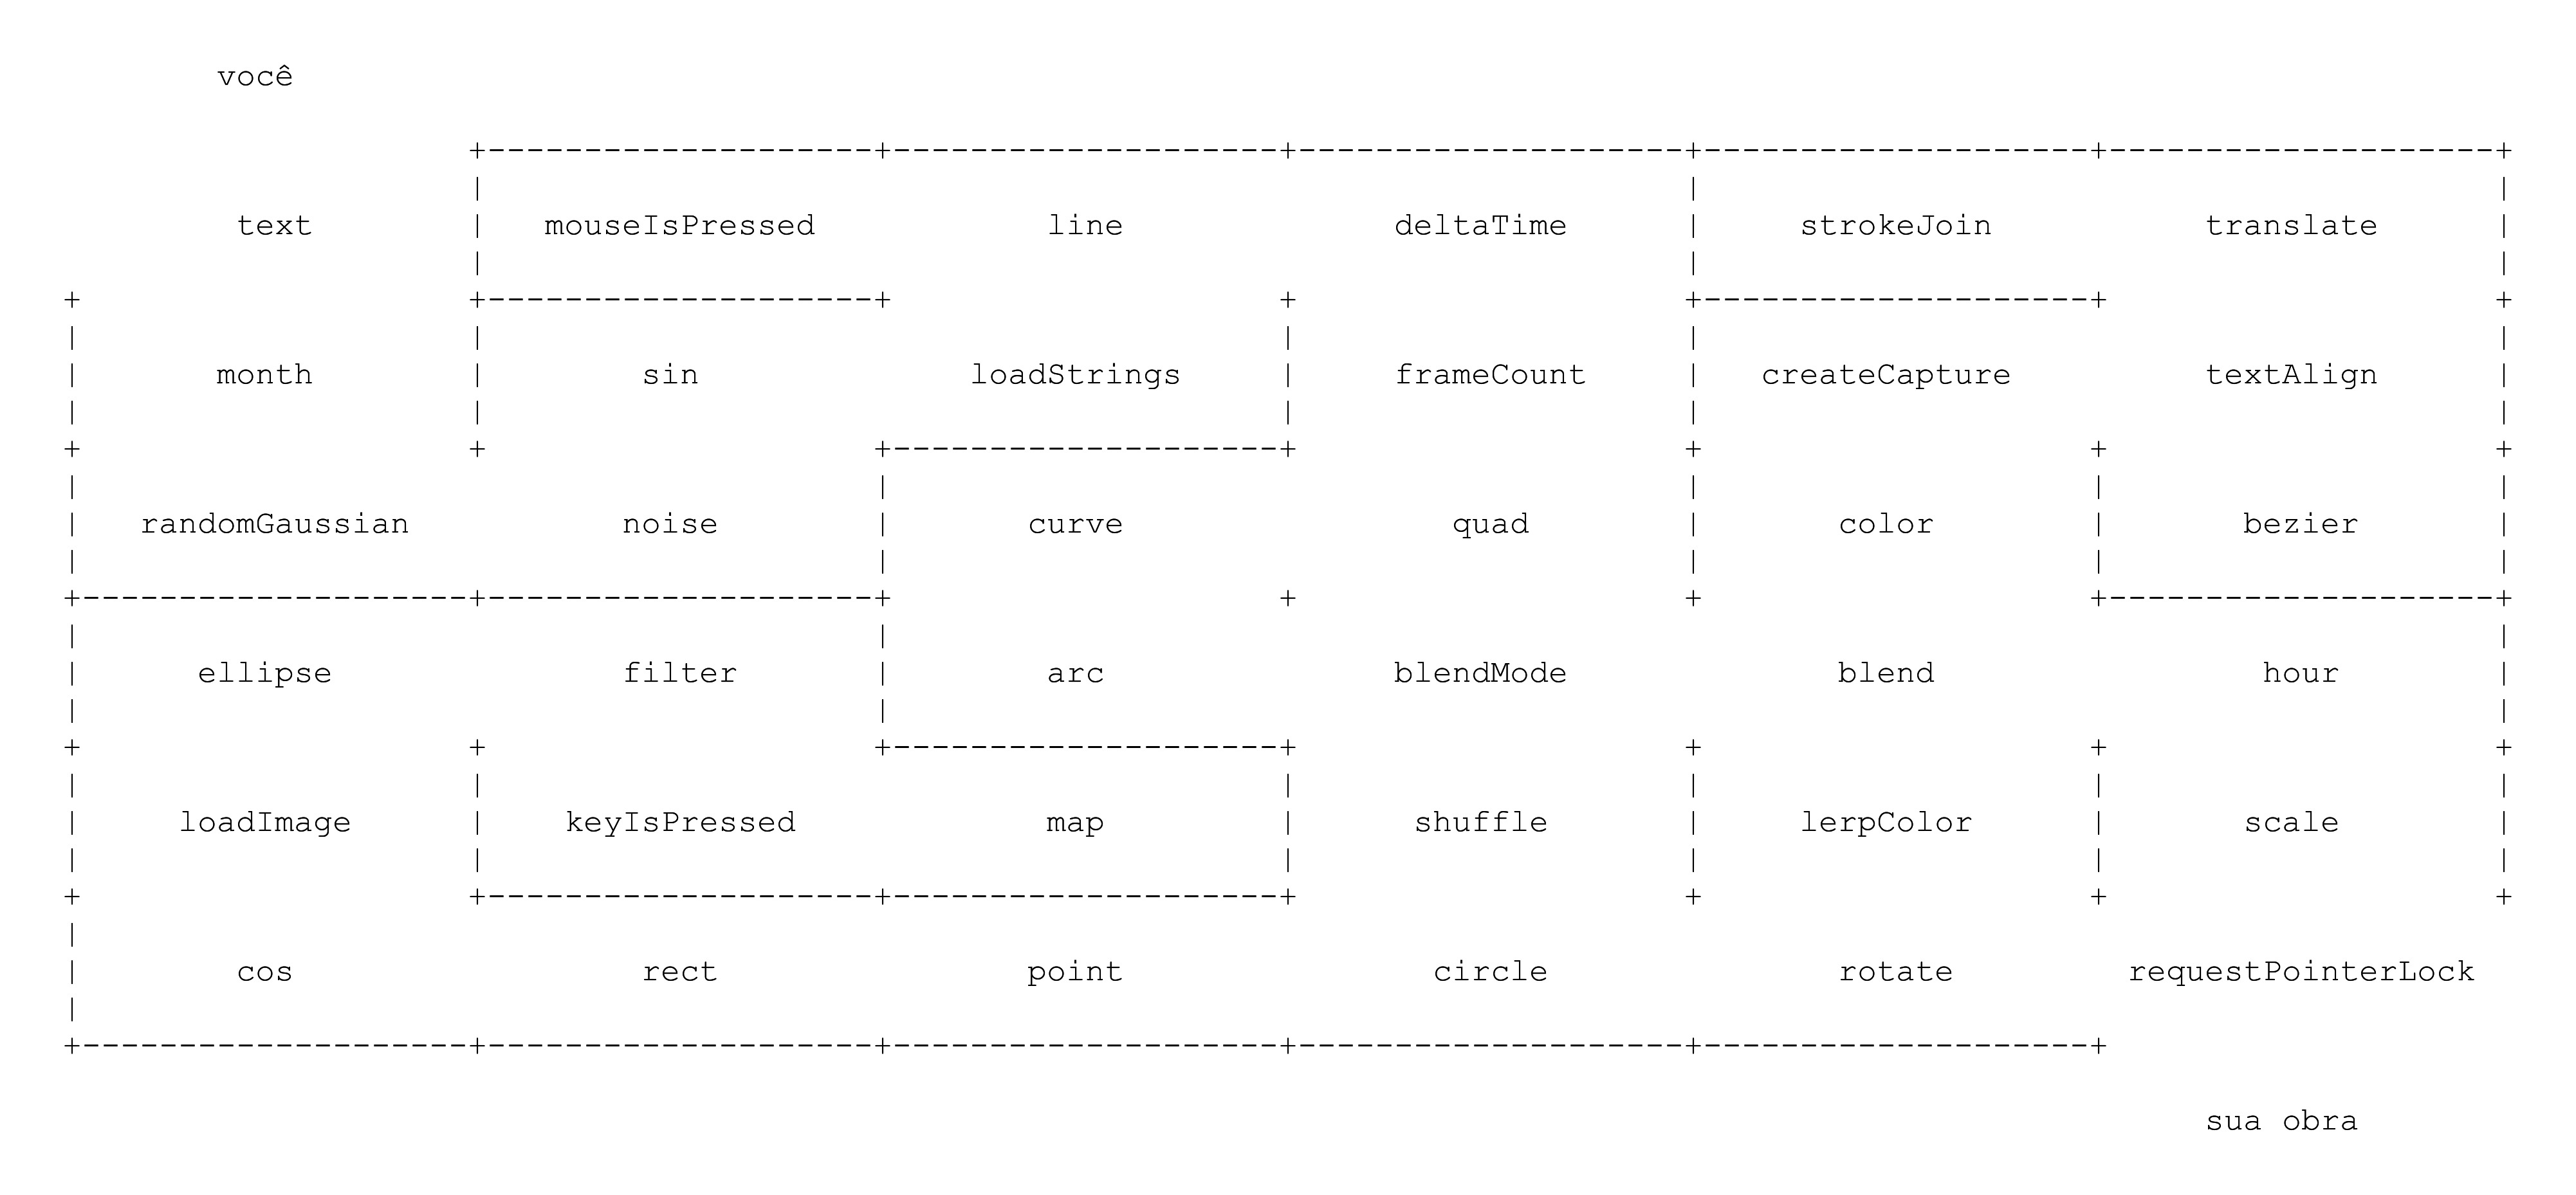 você
text mouseIsPressed line deltaTime strokeJoin translate
month sin loadStrings frameCount createCapture textAlign
randomGaussian noise curve quad color bezier
ellipse filter arc blendMode blend hour
loadImage keyIsPressed map shuffle lerpColor scale
cos rect point circle rotate requestPointerLock
sua obra